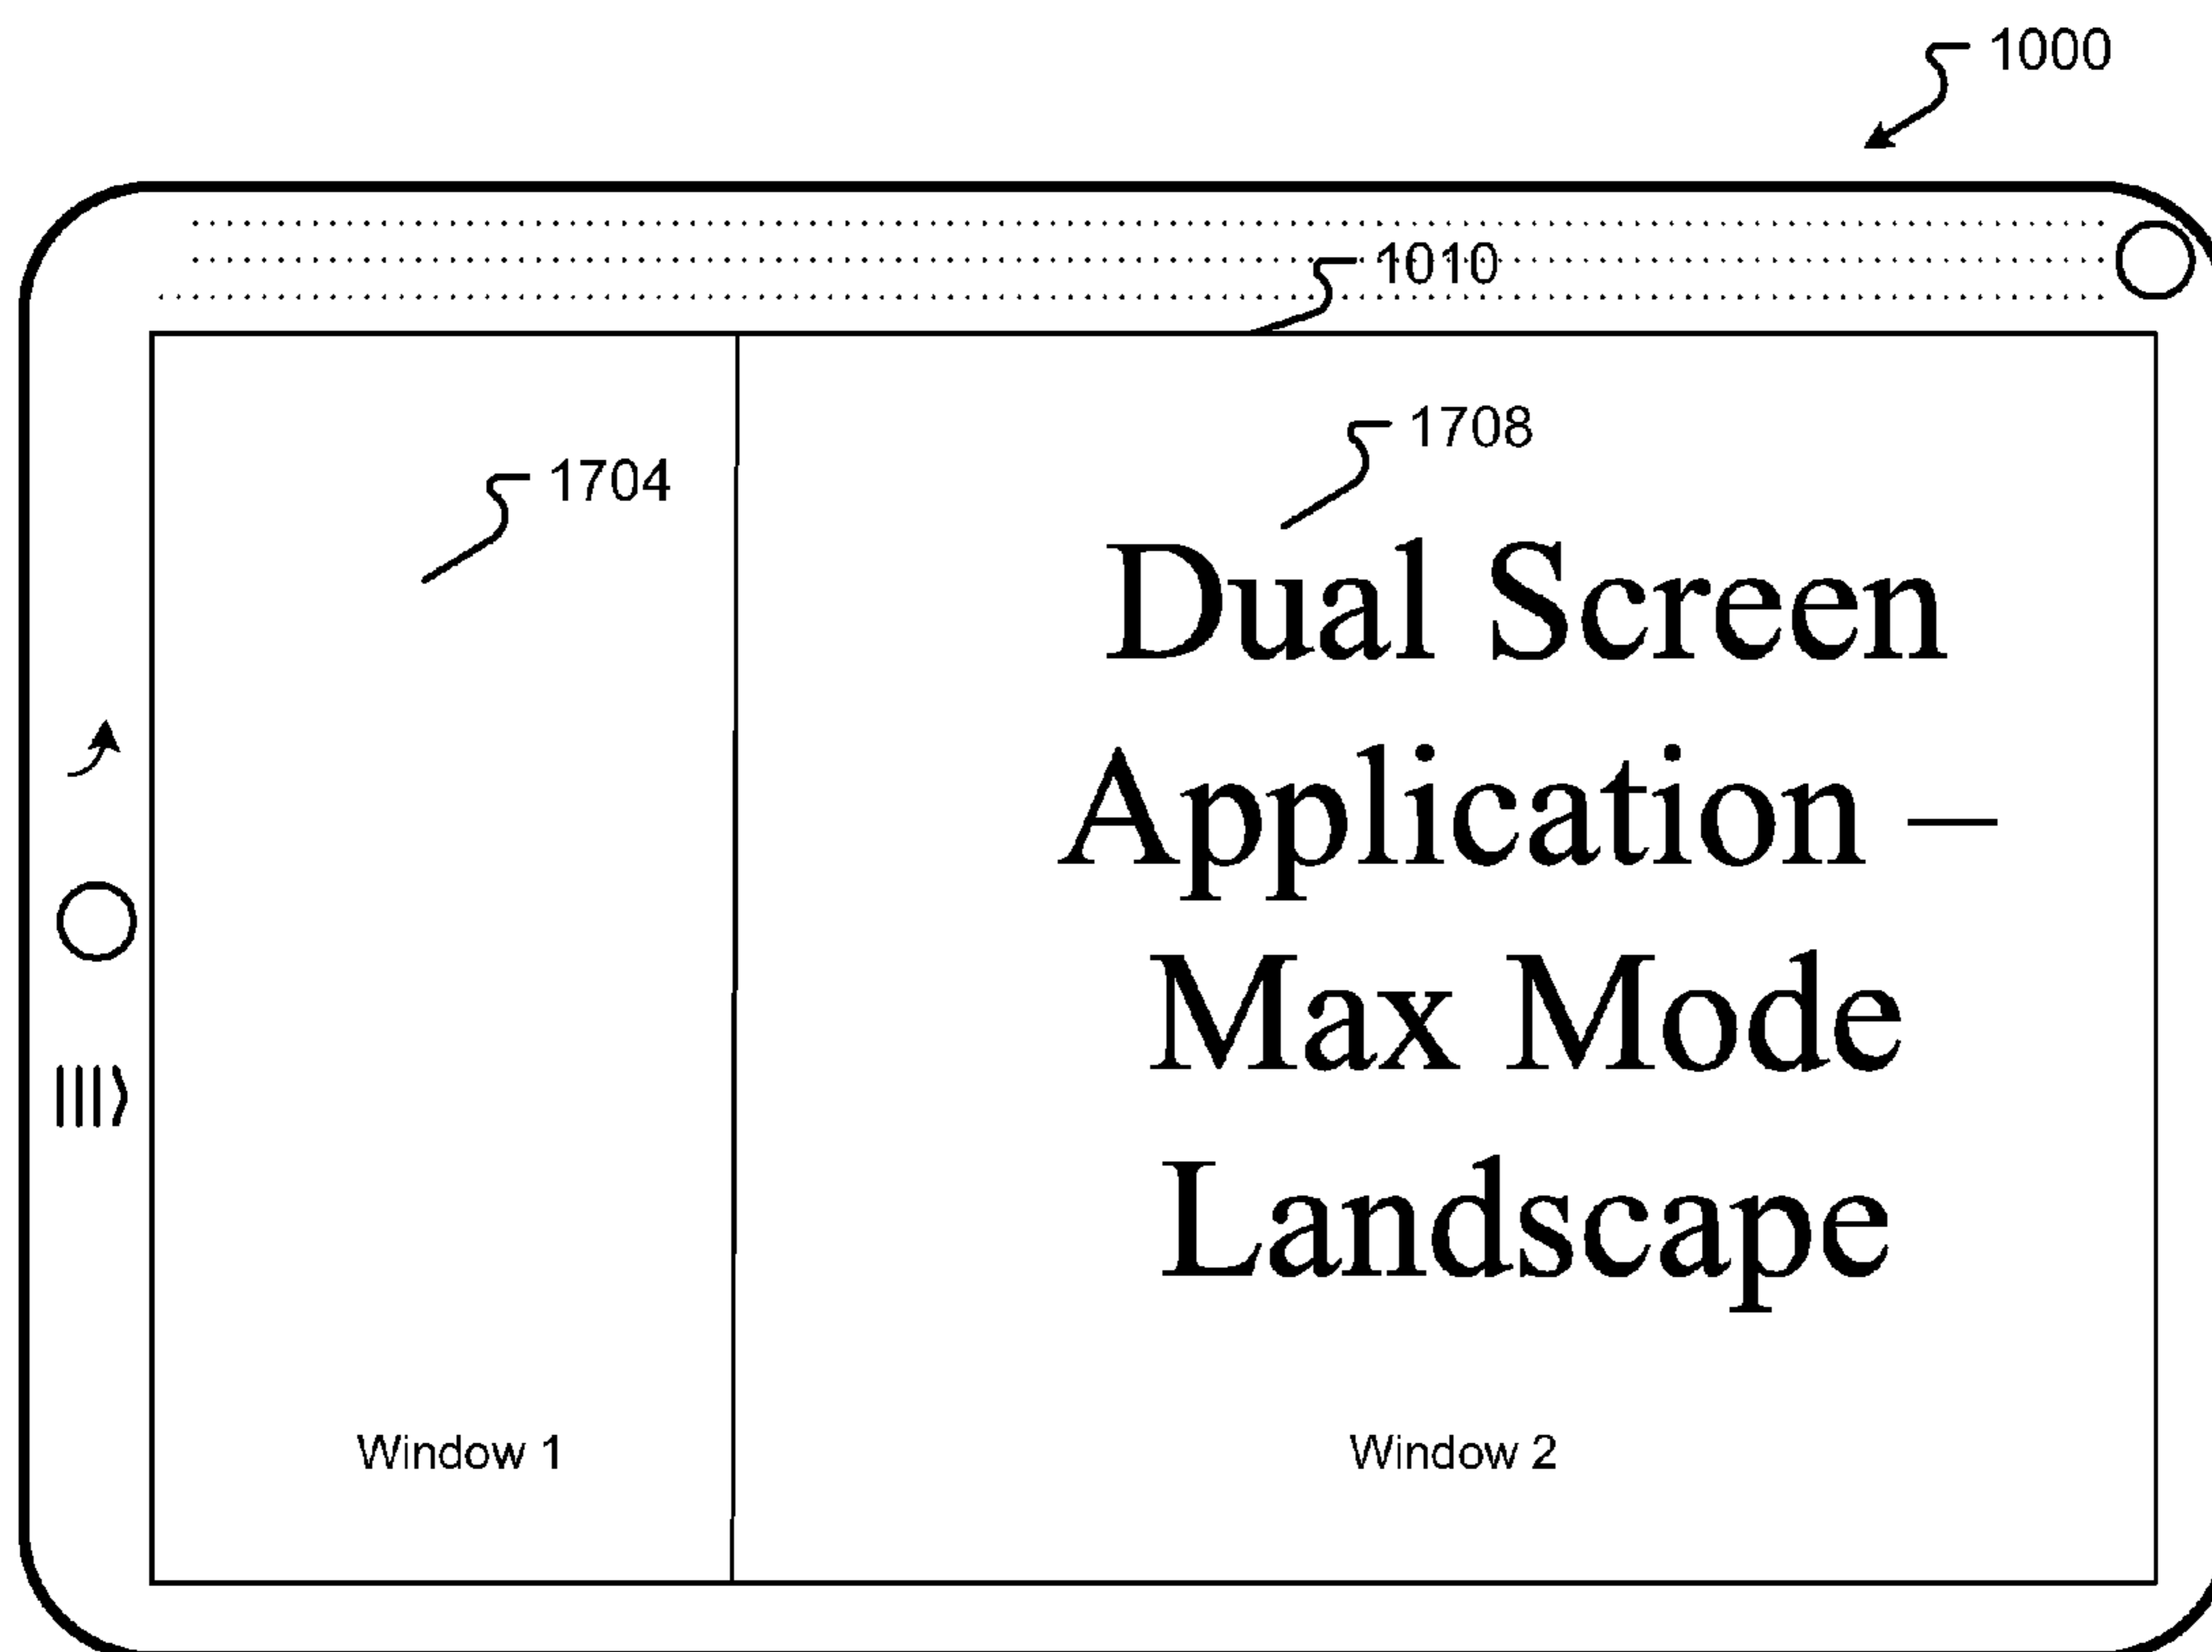 1000
1010
1708
1704
Dual Screen
Application –
Max Mode
Landscape
Window 1
Window 2